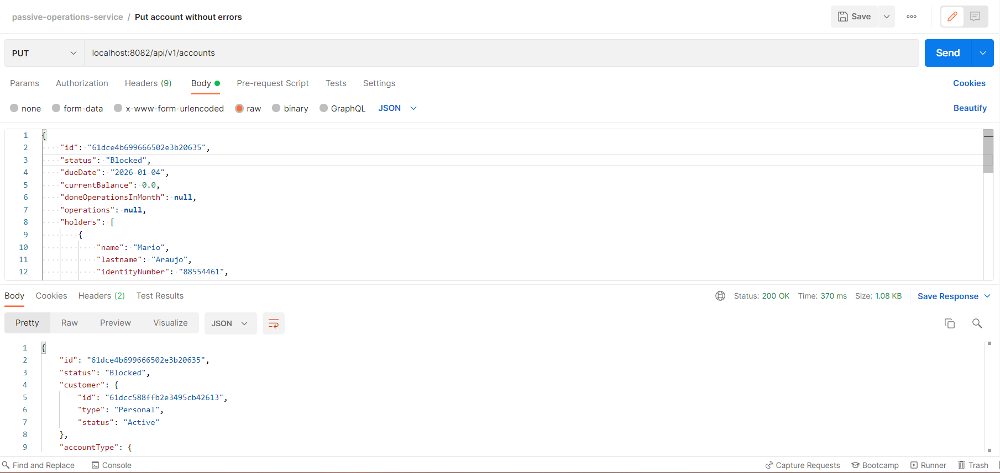 passive-operations-service / Put account without errors
Save
PUT localhost:8082/api/v1/accounts Send
Params Authorization Headers (9) Body Pre-request Script Tests Settings Cookies
none form-data x-www-form-urlencoded raw binary GraphQL JSON Beautify
1 {
2 "id": "61dce4b699666502e3b20635",
3 "status": "Blocked",
4 "dueDate": "2026-01-04",
5 "currentBalance": 0.0,
6 "doneOperationsInMonth": null,
7 "operations": null,
8 "holders": [
9 {
10 "name": "Mario",
11 "lastname": "Araujo",
12 "identityNumber": "88554461",
Body Cookies Headers (2) Test Results Status: 200 OK Time: 370 ms Size: 1.08 KB Save Response
Pretty Raw Preview Visualize JSON
1 {
2 "id": "61dce4b699666502e3b20635",
3 "status": "Blocked",
4 "customer": {
5 "id": "61dcc588ffb2e3495cb42613",
6 "type": "Personal",
7 "status": "Active"
8 },
9 "accountType": {
Find and Replace Console Capture Requests Bootcamp Runner Trash